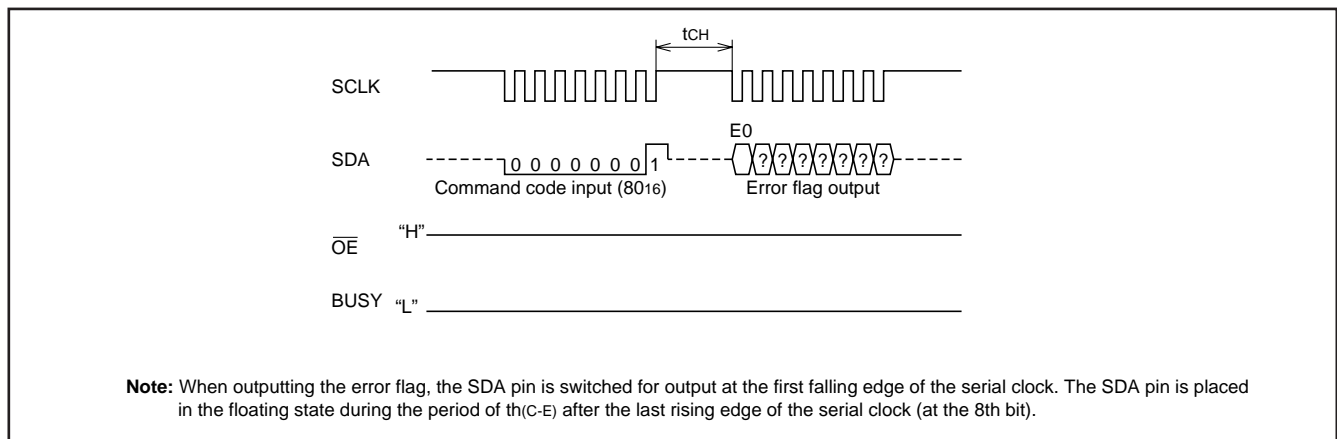 tCH
SCLK
E0
SDA
0 0 0 0 0 0 0 1 ? ? ? ? ? ? ?
Command code input (8016) Error flag output
OE "H"
BUSY "L"
Note: When outputting the error flag, the SDA pin is switched for output at the first falling edge of the serial clock. The SDA pin is placed
in the floating state during the period of th(C-E) after the last rising edge of the serial clock (at the 8th bit).